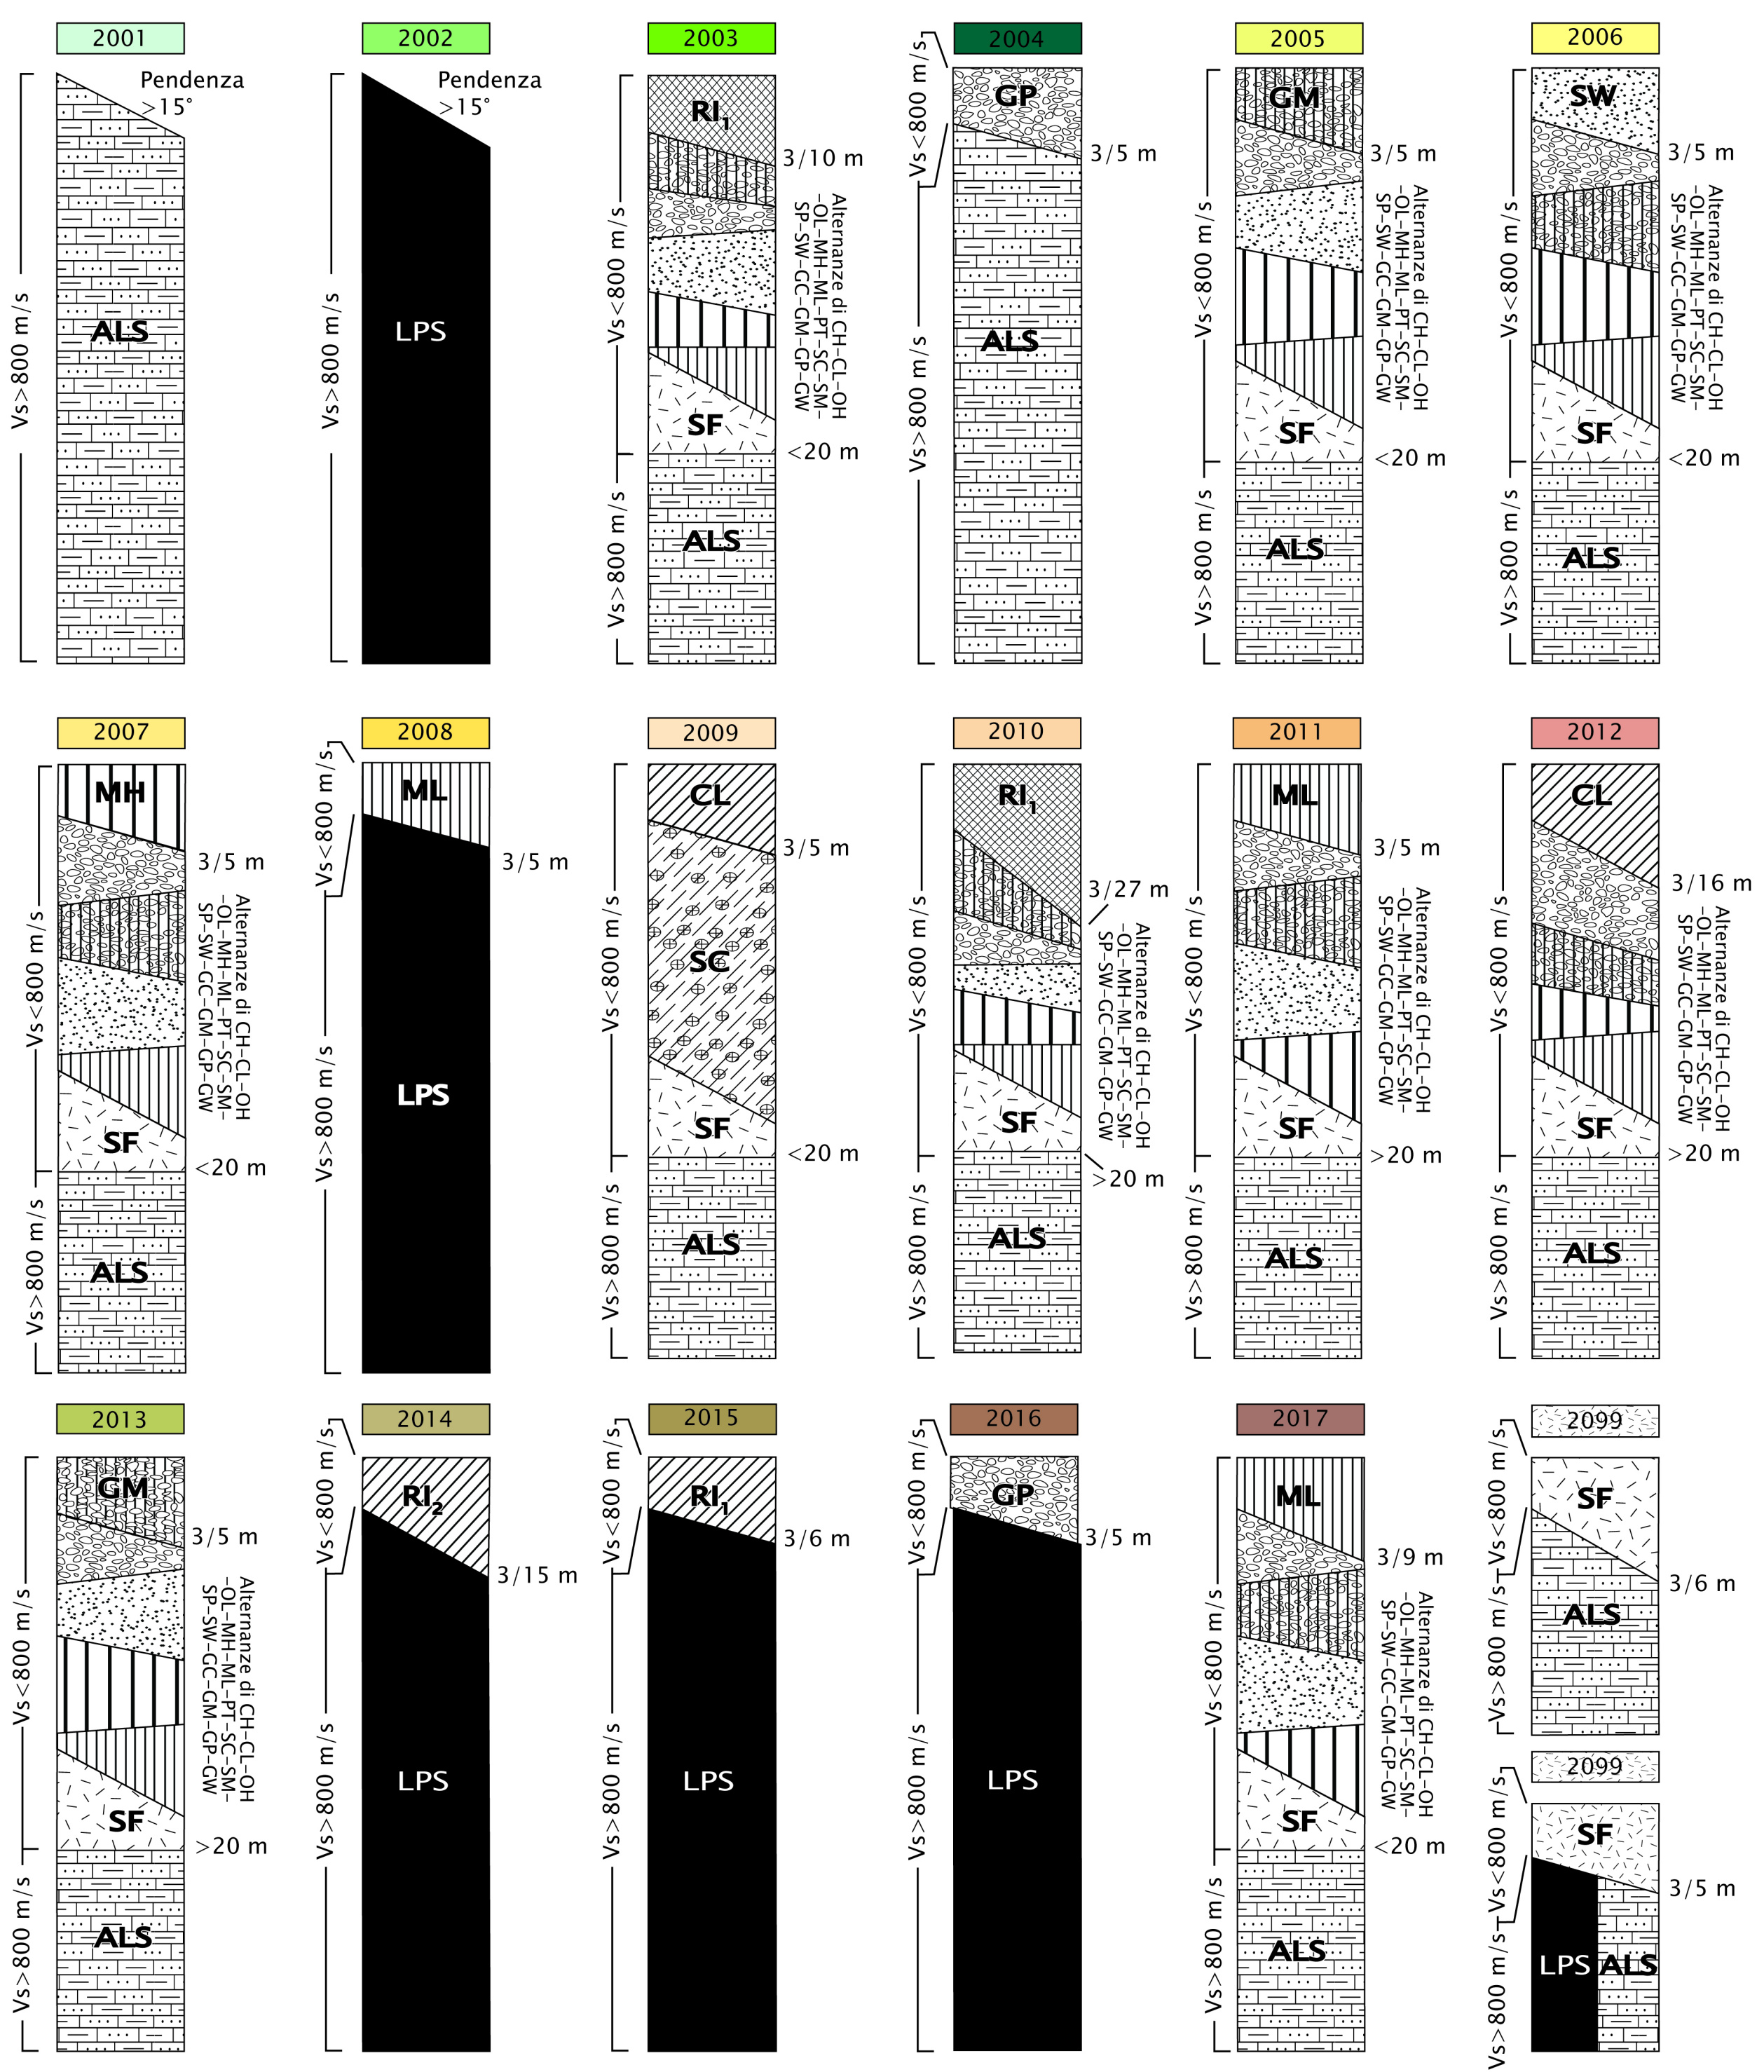 2001
Pendenza
>15°
Vs>800 m/s
ALS
2002
Pendenza
>15°
Vs>800 m/s
LPS
2003
RI1
3/10 m
Vs<800 m/s
Alternanze di CH-CL-OH
-OL-MH-ML-PT-SC-SM-
SP-SW-GC-GM-GP-GW
SF
<20 m
Vs>800 m/s
ALS
2004
Vs<800 m/s
GP
3/5 m
Vs>800 m/s
ALS
2005
GM
3/5 m
Vs<800 m/s
Alternanze di CH-CL-OH
-OL-MH-ML-PT-SC-SM-
SP-SW-GC-GM-GP-GW
SF
<20 m
Vs>800 m/s
ALS
2006
SW
3/5 m
Vs<800 m/s
Alternanze di CH-CL-OH
-OL-MH-ML-PT-SC-SM-
SP-SW-GC-GM-GP-GW
SF
<20 m
Vs>800 m/s
ALS
2007
MH
3/5 m
Vs<800 m/s
Alternanze di CH-CL-OH
-OL-MH-ML-PT-SC-SM-
SP-SW-GC-GM-GP-GW
SF
<20 m
Vs>800 m/s
ALS
2008
Vs<800 m/s
ML
3/5 m
Vs>800 m/s
LPS
2009
CL
3/5 m
Vs<800 m/s
SC
SF
<20 m
Vs>800 m/s
ALS
2010
RI1
3/27 m
Vs<800 m/s
Alternanze di CH-CL-OH
-OL-MH-ML-PT-SC-SM-
SP-SW-GC-GM-GP-GW
SF
>20 m
Vs>800 m/s
ALS
2011
ML
3/5 m
Vs<800 m/s
Alternanze di CH-CL-OH
-OL-MH-ML-PT-SC-SM-
SP-SW-GC-GM-GP-GW
SF
>20 m
Vs>800 m/s
ALS
2012
CL
3/16 m
Vs<800 m/s
Alternanze di CH-CL-OH
-OL-MH-ML-PT-SC-SM-
SP-SW-GC-GM-GP-GW
SF
>20 m
Vs>800 m/s
ALS
2013
GM
3/5 m
Vs<800 m/s
Alternanze di CH-CL-OH
-OL-MH-ML-PT-SC-SM-
SP-SW-GC-GM-GP-GW
SF
>20 m
Vs>800 m/s
ALS
2014
Vs<800 m/s
RI2
3/15 m
Vs>800 m/s
LPS
2015
Vs<800 m/s
RI1
3/6 m
Vs>800 m/s
LPS
2016
Vs<800 m/s
GP
3/5 m
Vs>800 m/s
LPS
2017
ML
3/9 m
Vs<800 m/s
Alternanze di CH-CL-OH
-OL-MH-ML-PT-SC-SM-
SP-SW-GC-GM-GP-GW
SF
<20 m
Vs>800 m/s
ALS
2099
Vs<800 m/s
SF
3/6 m
Vs>800 m/s
ALS
2099
Vs<800 m/s
SF
3/5 m
Vs>800 m/s
LPS
ALS